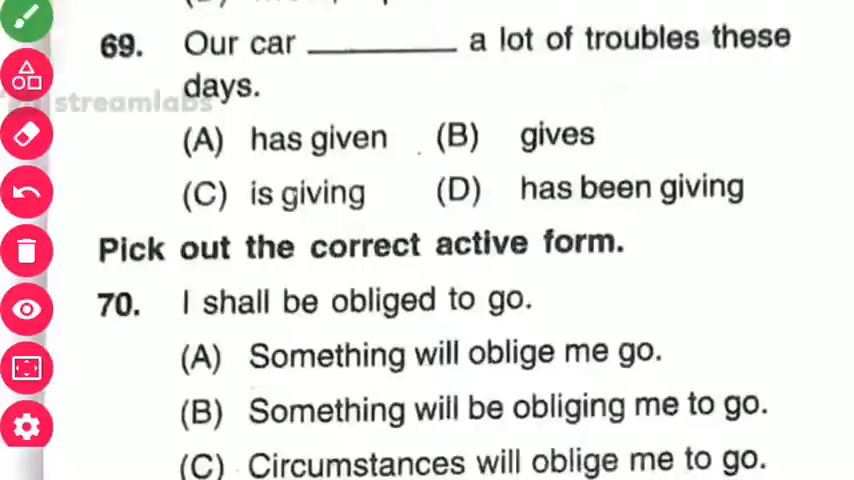 69. Our car ________ a lot of troubles these
days.
streamlabs
(A) has given (B) gives
(C) is giving (D) has been giving
Pick out the correct active form.
70. I shall be obliged to go.
(A) Something will oblige me go.
(B) Something will be obliging me to go.
(C) Circumstances will oblige me to go.